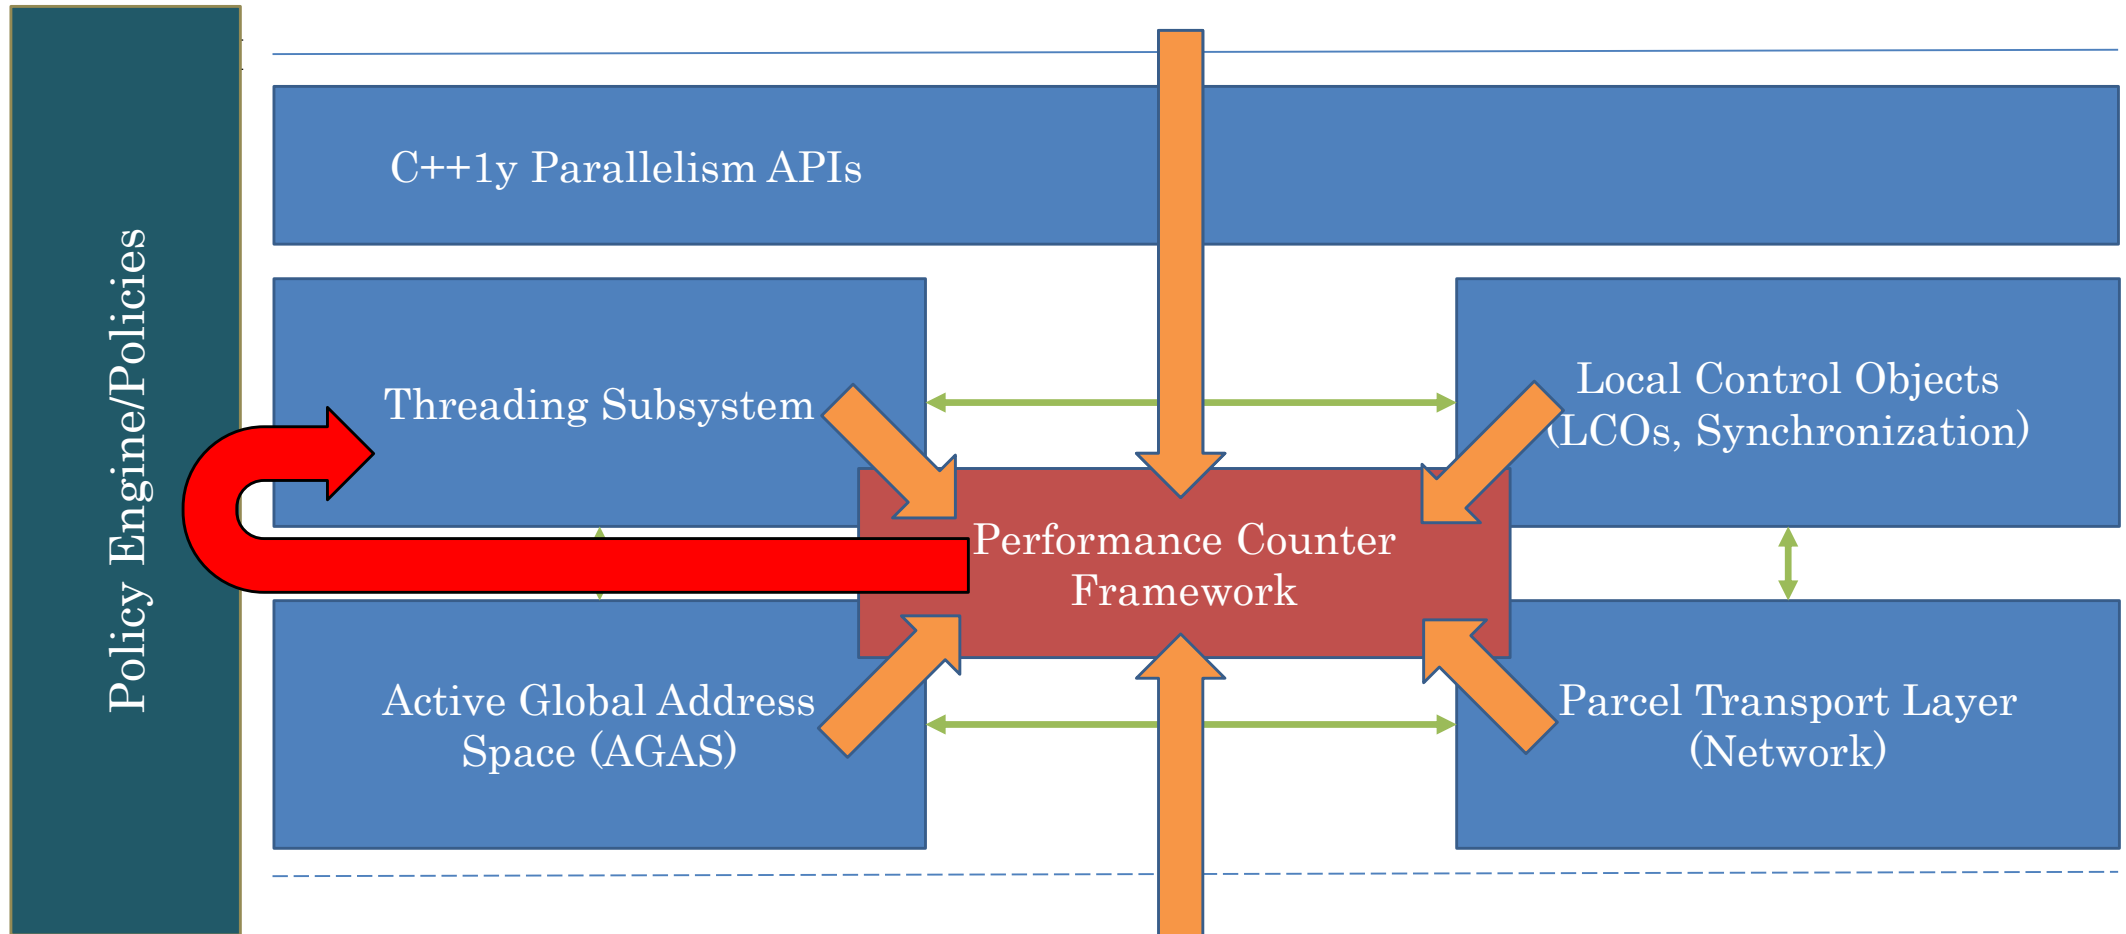 Policy Engine/Policies
C++1y Parallelism APIs
Threading Subsystem
Local Control Objects
(LCOs, Synchronization)
Performance Counter
Framework
Active Global Address
Space (AGAS)
Parcel Transport Layer
(Network)